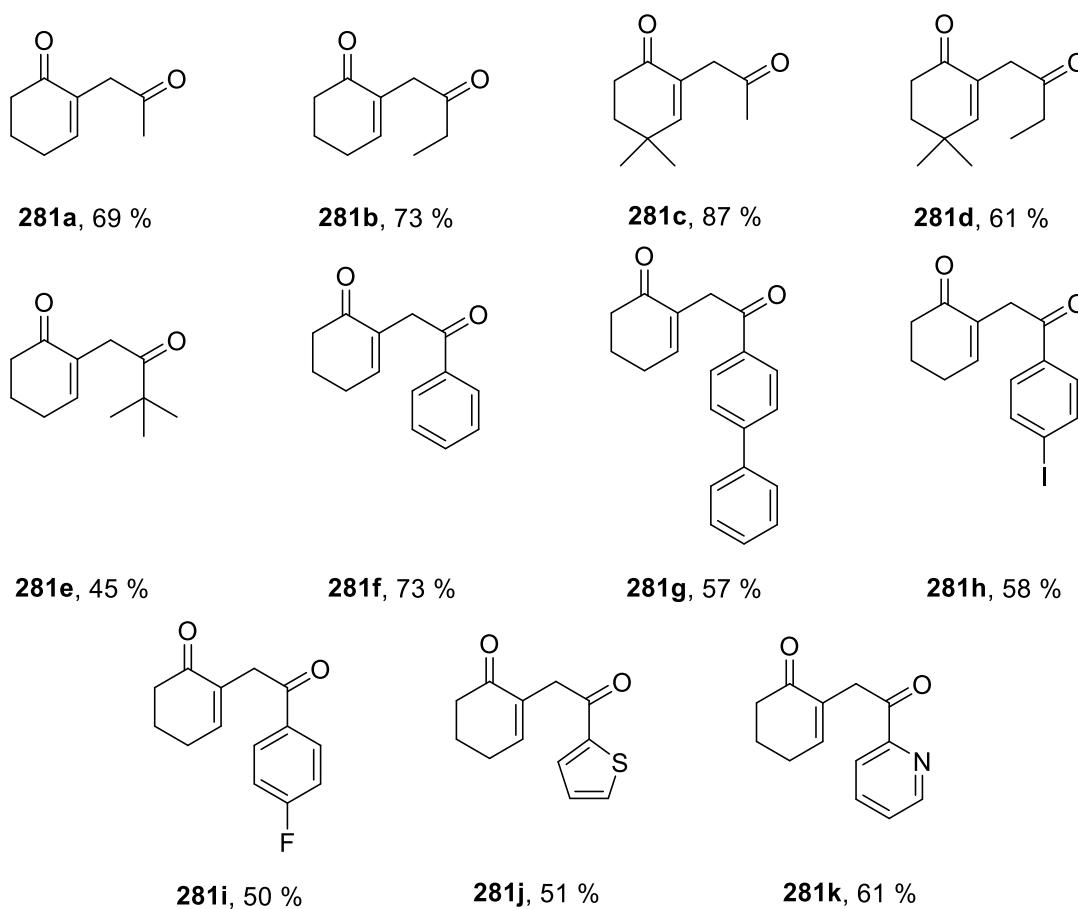 O O O O O O O O
281a, 69 % 281b, 73 % 281c, 87 % 281d, 61 %
O O O O O O O O
I
281e, 45 % 281f, 73 % 281g, 57 % 281h, 58 %
O O O O O O
S N
F
281i, 50 % 281j, 51 % 281k, 61 %